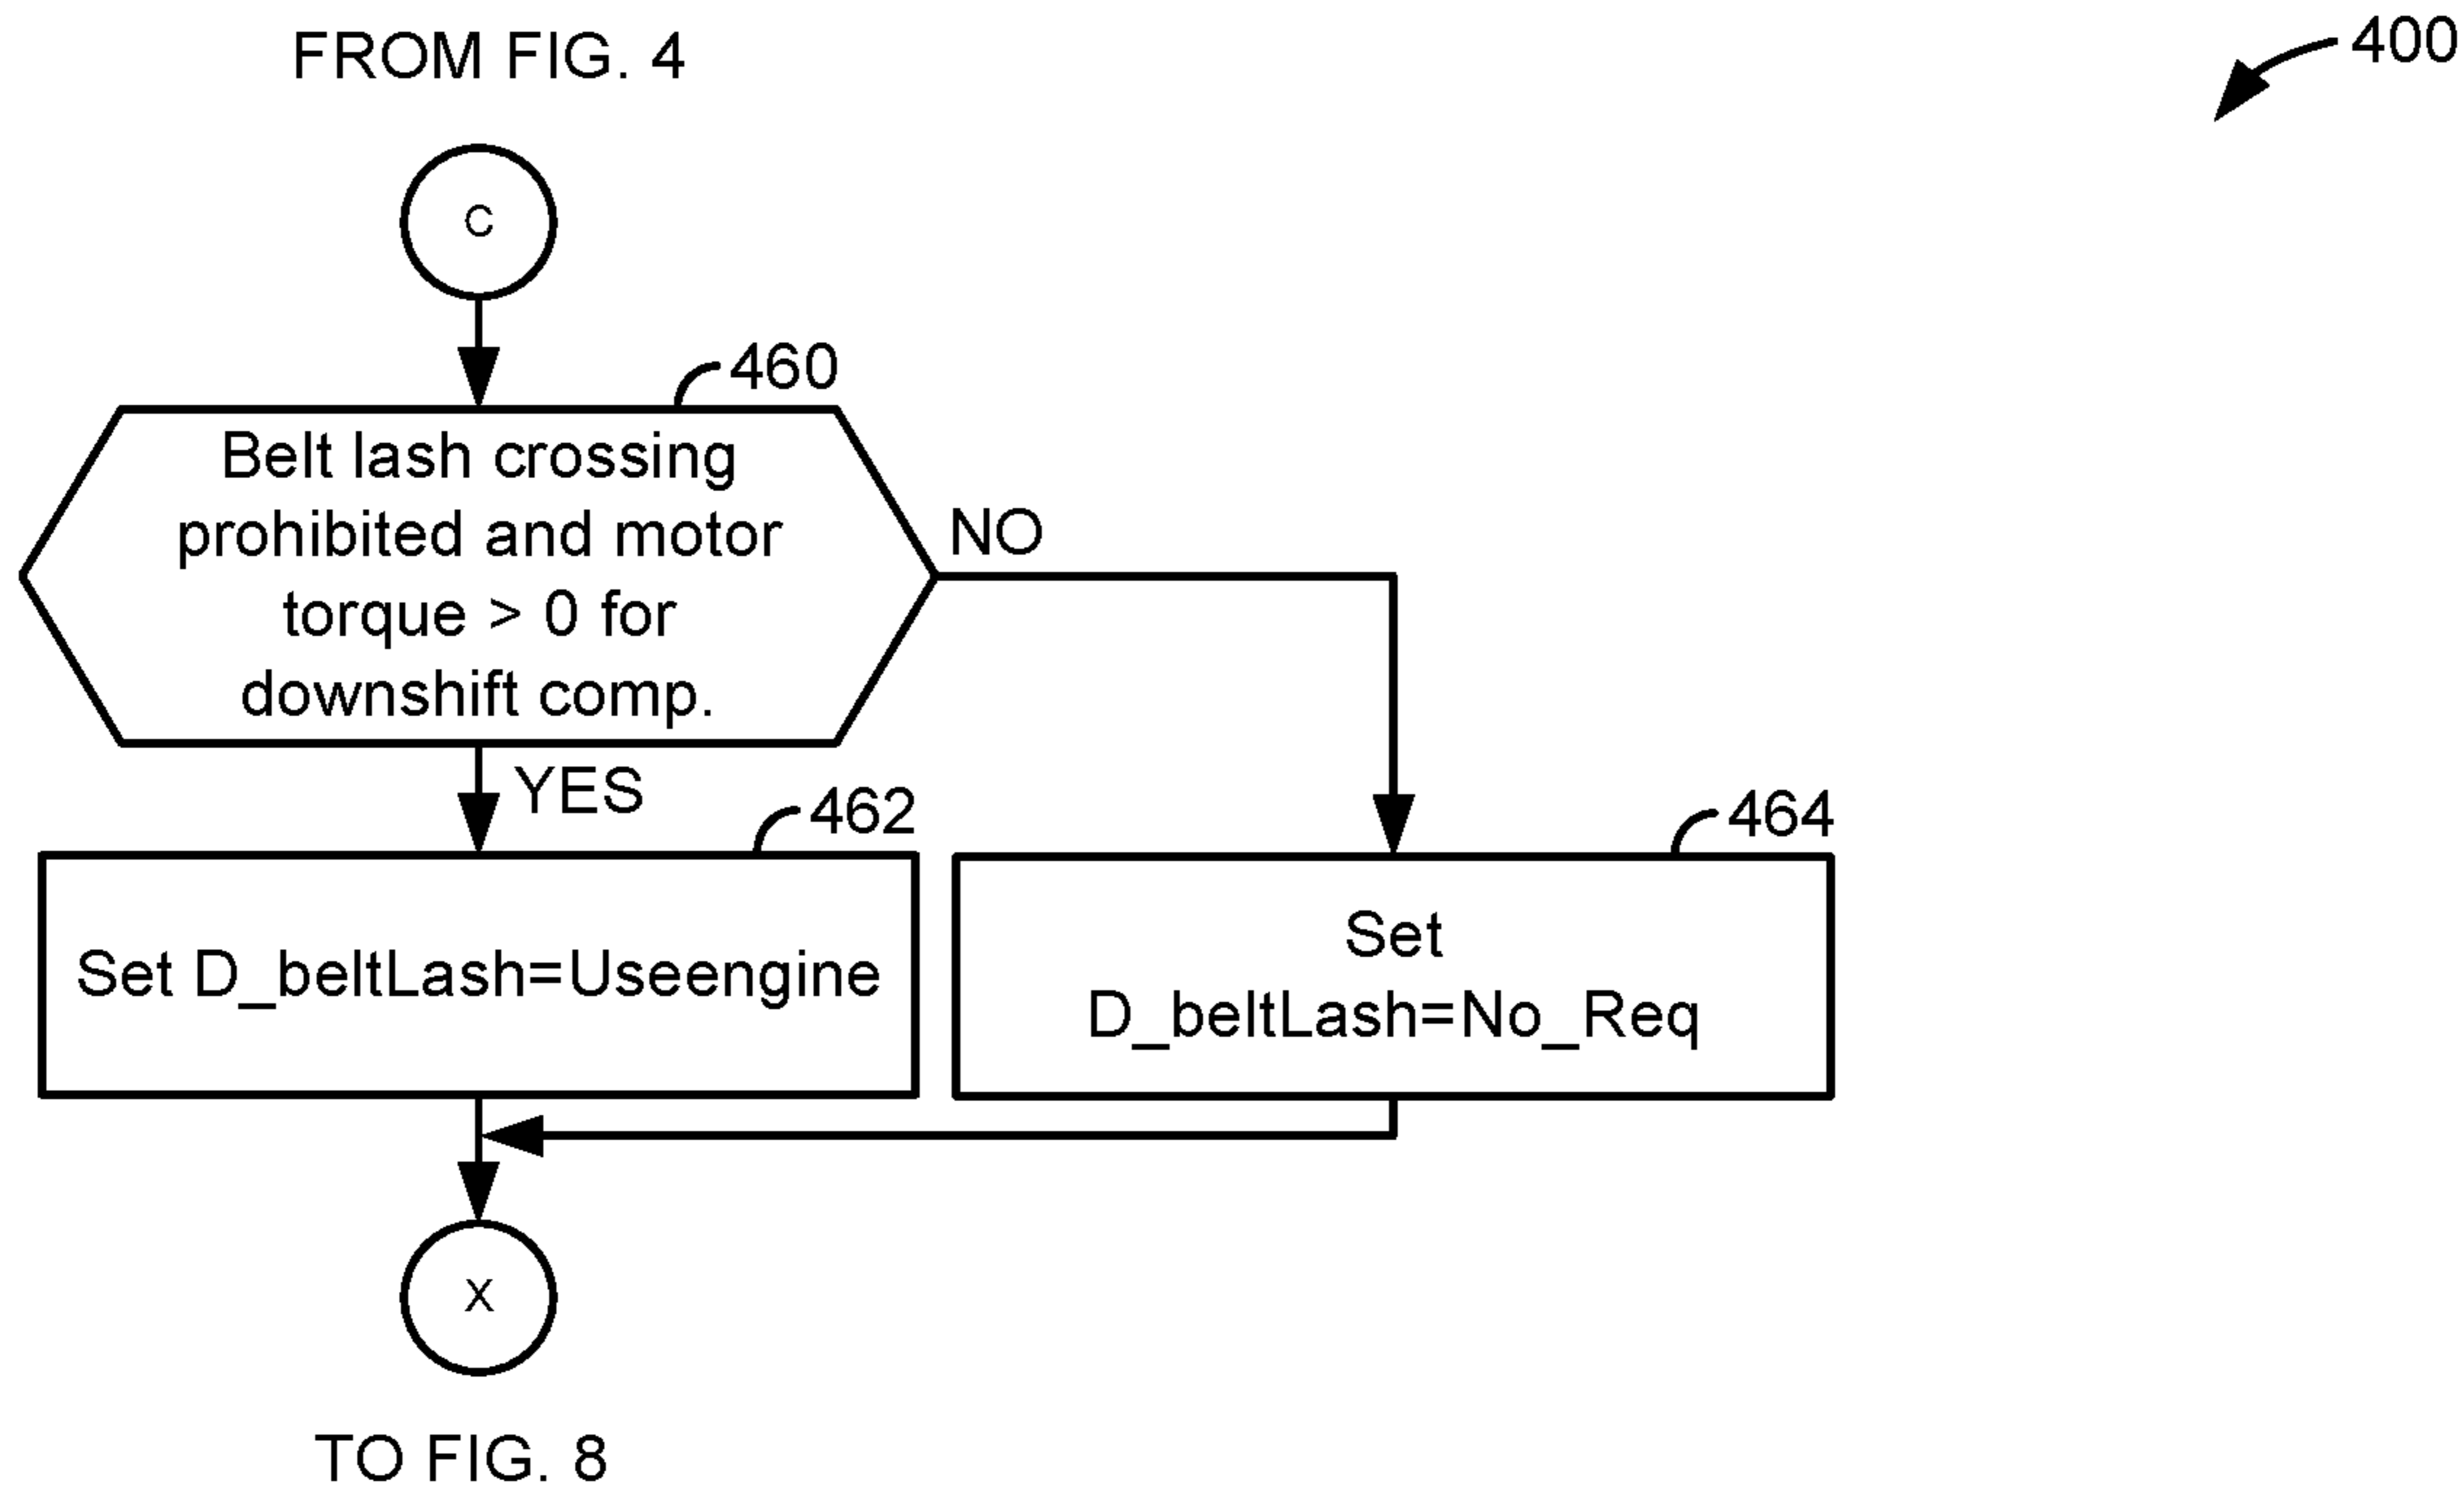 FROM FIG. 4
400
C
460
Belt lash crossing
prohibited and motor
torque > 0 for
downshift comp.
NO
YES
462
464
Set D_beltLash=Useengine
Set
D_beltLash=No_Req
X
TO FIG. 8